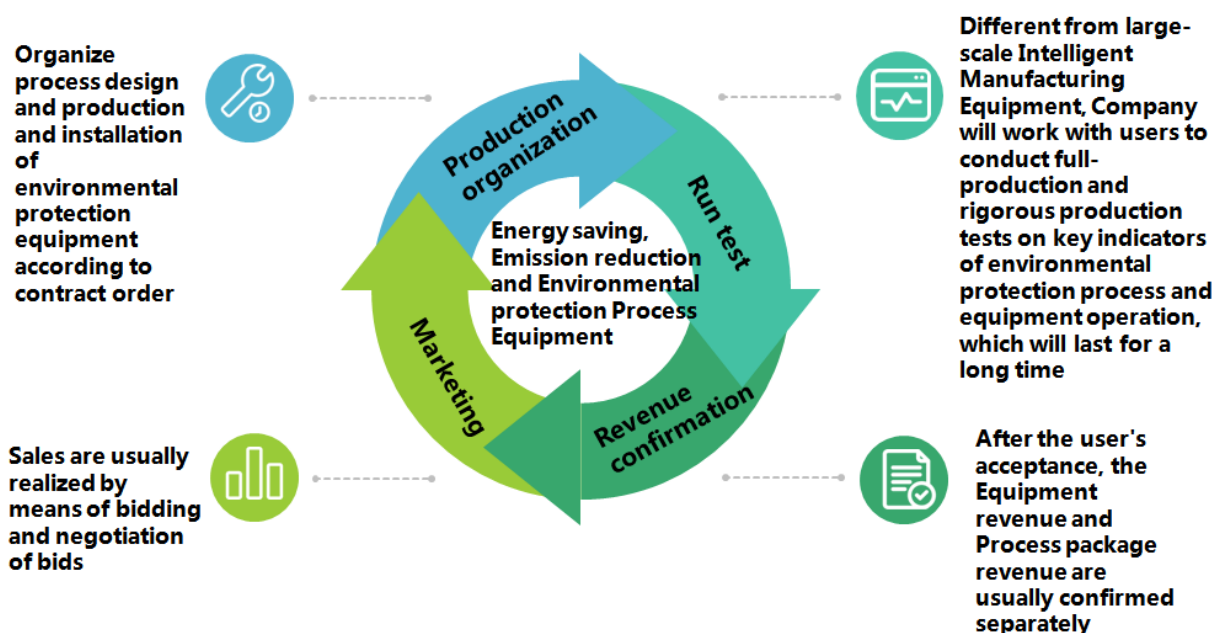 Organize
process design
and production
and installation
of
environmental
protection
equipment
according to
contract order
Production
organization
Different from large-
scale Intelligent
Manufacturing
Equipment, Company
will work with users to
conduct full-
production and
rigorous production
tests on key indicators
of environmental
protection process and
equipment operation,
which will last for a
long time
Run test
Energy saving,
Emission reduction
and Environmental
protection Process
Equipment
Marketing
Revenue
confirmation
Sales are usually
realized by
means of bidding
and negotiation
of bids
After the user's
acceptance, the
Equipment
revenue and
Process package
revenue are
usually confirmed
separately